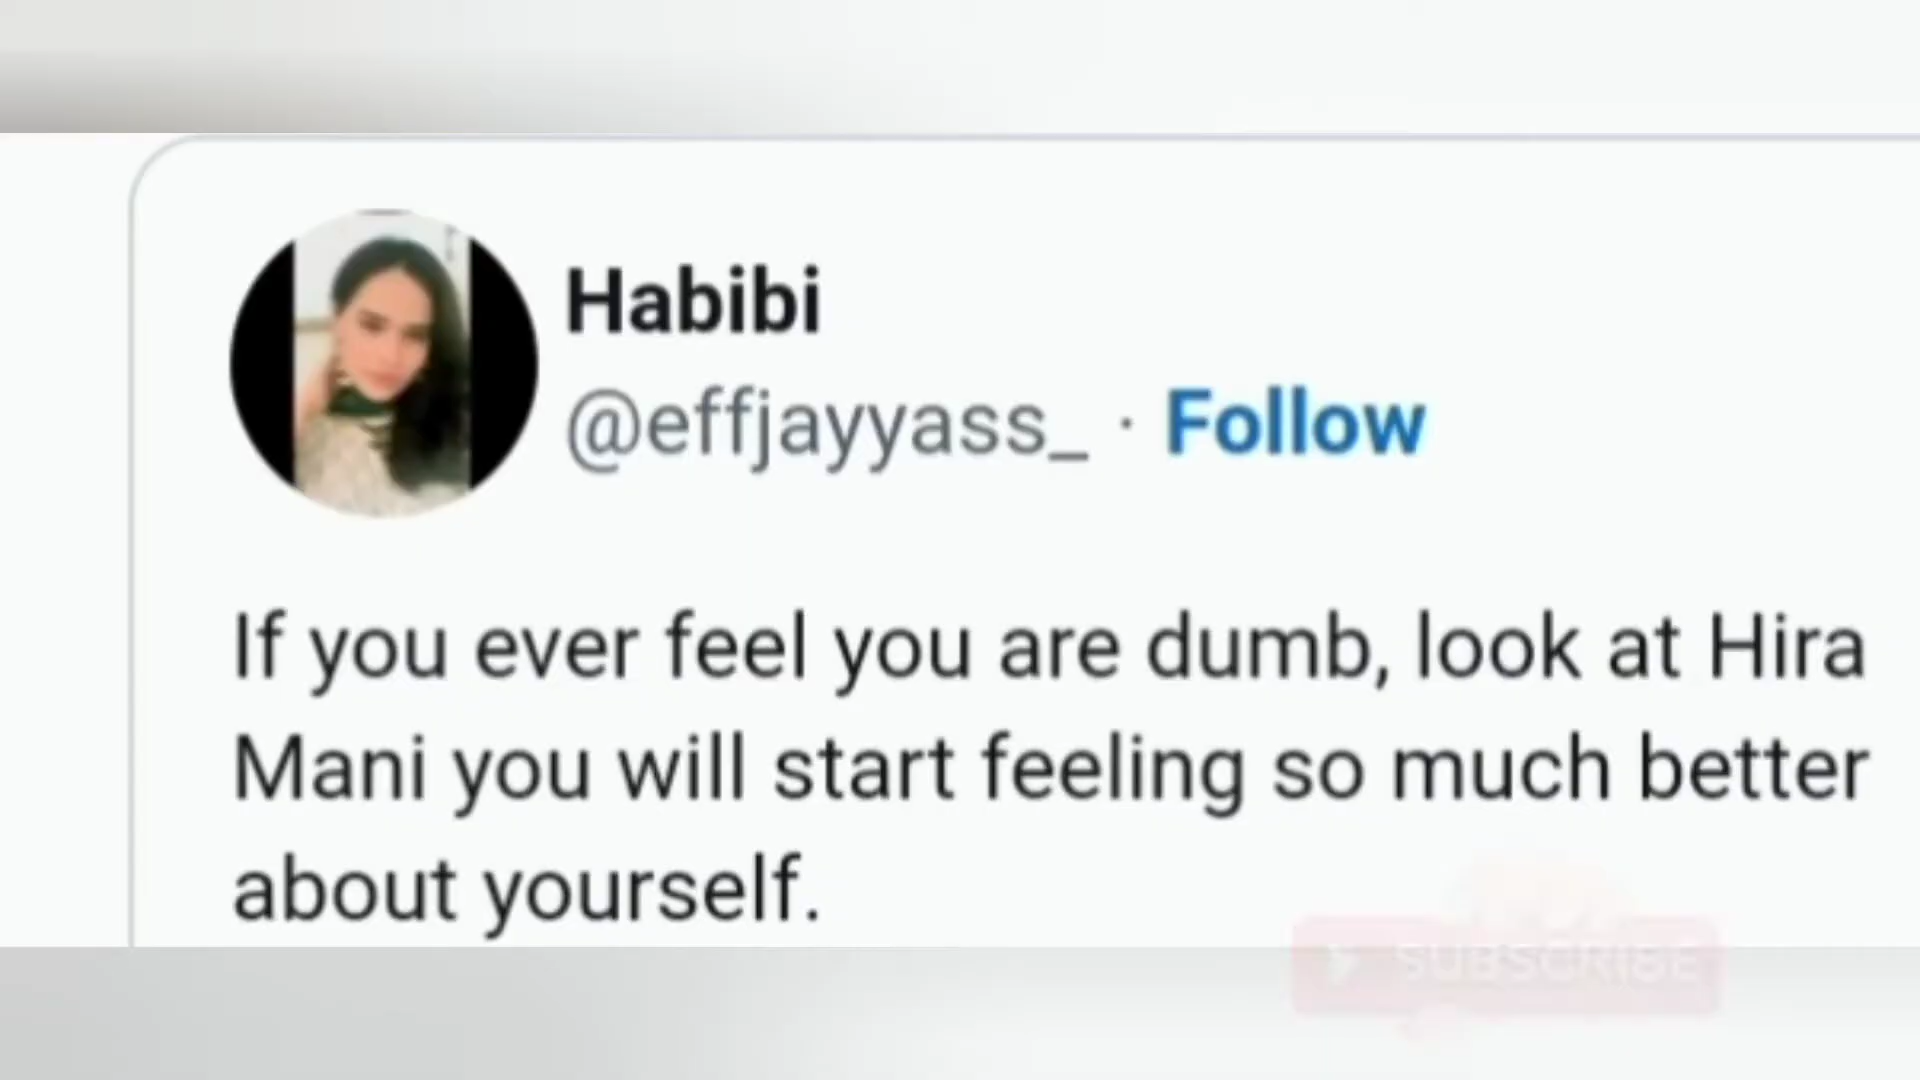 Habibi
@effjayyass_ · Follow
If you ever feel you are dumb, look at Hira
Mani you will start feeling so much better
about yourself.
SUBSCRIBE